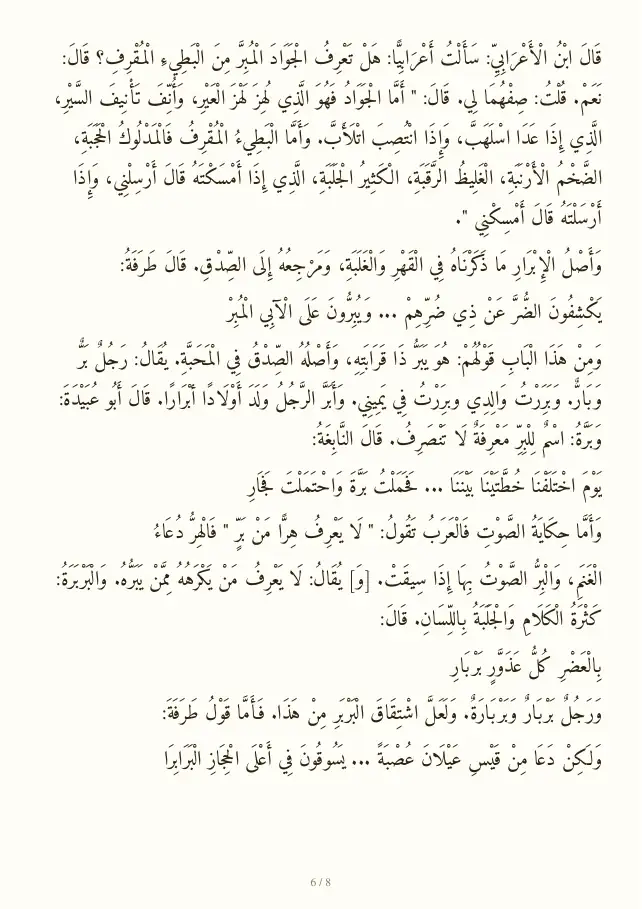 قَالَ ابْنُ الْأَعْرَابِيِّ: سَأَلْتُ أَعْرَابِيًّا: هَلْ تَعْرِفُ الْجَوَادَ الْمُبِرَّ مِنَ الْبَطِيءِ الْمُقْرِفِ؟ قَالَ:
نَعَمْ. قُلْتُ: صِفْهُمَا لِي. قَالَ: " أَمَّا الْجَوَادُ فَهُوَ الَّذِي لُهِزَ لَهْزَ الْعَيْرِ، وَأُنِّفَ تَأْنِيفَ السَّيْرِ،
الَّذِي إِذَا عَدَا اسْلَهَبَّ، وَإِذَا انْتُصِبَ اتْلَأَبَّ. وَأَمَّا الْبَطِيءُ الْمُقْرِفُ فَالْمَدْلُوكُ الْحَجَبَةِ،
الضَّخْمُ الْأَرْنَبَةِ، الْغَلِيظُ الرَّقَبَةِ، الْكَثِيرُ الْجَلَبَةِ، الَّذِي إِذَا أَمْسَكْتَهُ قَالَ أَرْسِلْنِي، وَإِذَا
أَرْسَلْتَهُ قَالَ أَمْسِكْنِي ".
وَأَصْلُ الْإِبْرَارِ مَا ذَكَرْنَاهُ فِي الْقَهْرِ وَالْغَلَبَةِ، وَمَرْجِعُهُ إِلَى الصِّدْقِ. قَالَ طَرَفَةُ:
يَكْشِفُونَ الضُّرَّ عَنْ ذِي ضُرِّهِمْ ... وَيُبِرُّونَ عَلَى الْآبِي الْمُبِرْ
وَمِنْ هَذَا الْبَابِ قَوْلُهُمْ: هُوَ يَبَرُّ ذَا قَرَابَتِهِ، وَأَصْلُهُ الصِّدْقُ فِي الْمَحَبَّةِ. يُقَالُ: رَجُلٌ بَرٌّ
وَبَارٌّ. وَبَرَرْتُ وَالِدِي وَبَرَرْتُ فِي يَمِينِي. وَأَبَرَّ الرَّجُلُ وَلَدَ أَوْلَادًا أَبْرَارًا. قَالَ أَبُو عُبَيْدَةَ:
وَبَرَّةُ: اسْمٌ لِلْبِرِّ مَعْرِفَةٌ لَا تَنْصَرِفُ. قَالَ النَّابِغَةُ:
يَوْمَ اخْتَلَفْنَا خُطَّتَيْنَا بَيْنَنَا ... فَحَمَلْتُ بَرَّةَ وَاحْتَمَلْتَ فَجَارِ
وَأَمَّا حِكَايَةُ الصَّوْتِ فَالْعَرَبُ تَقُولُ: " لَا يَعْرِفُ هِرًّا مَنْ بَرٍّ " فَالْهِرُّ دُعَاءُ
الْغَنَمِ، وَالْبِرُّ الصَّوْتُ بِهَا إِذَا سِيقَتْ. [وَ] يُقَالُ: لَا يَعْرِفُ مَنْ يَكْرَهُهُ مِمَّنْ يَبَرُّهُ. وَالْبَرْبَرَةُ:
كَثْرَةُ الْكَلَامِ وَالْجَلَبَةُ بِاللِّسَانِ. قَالَ:
بِالْعَضْرِ كُلُّ عَذَوَّرٍ بَرْبَارِ
وَرَجُلٌ بَرْبَارٌ وَبَرْبَارَةٌ. وَلَعَلَّ اشْتِقَاقَ الْبَرْبَرِ مِنْ هَذَا. فَأَمَّا قَوْلُ طَرَفَةَ:
وَلَكِنْ دَعَا مِنْ قَيْسِ عَيْلَانَ عُصْبَةً ... يَسُوقُونَ فِي أَعْلَى الْحِجَازِ الْبَرَابِرَا
6 / 8